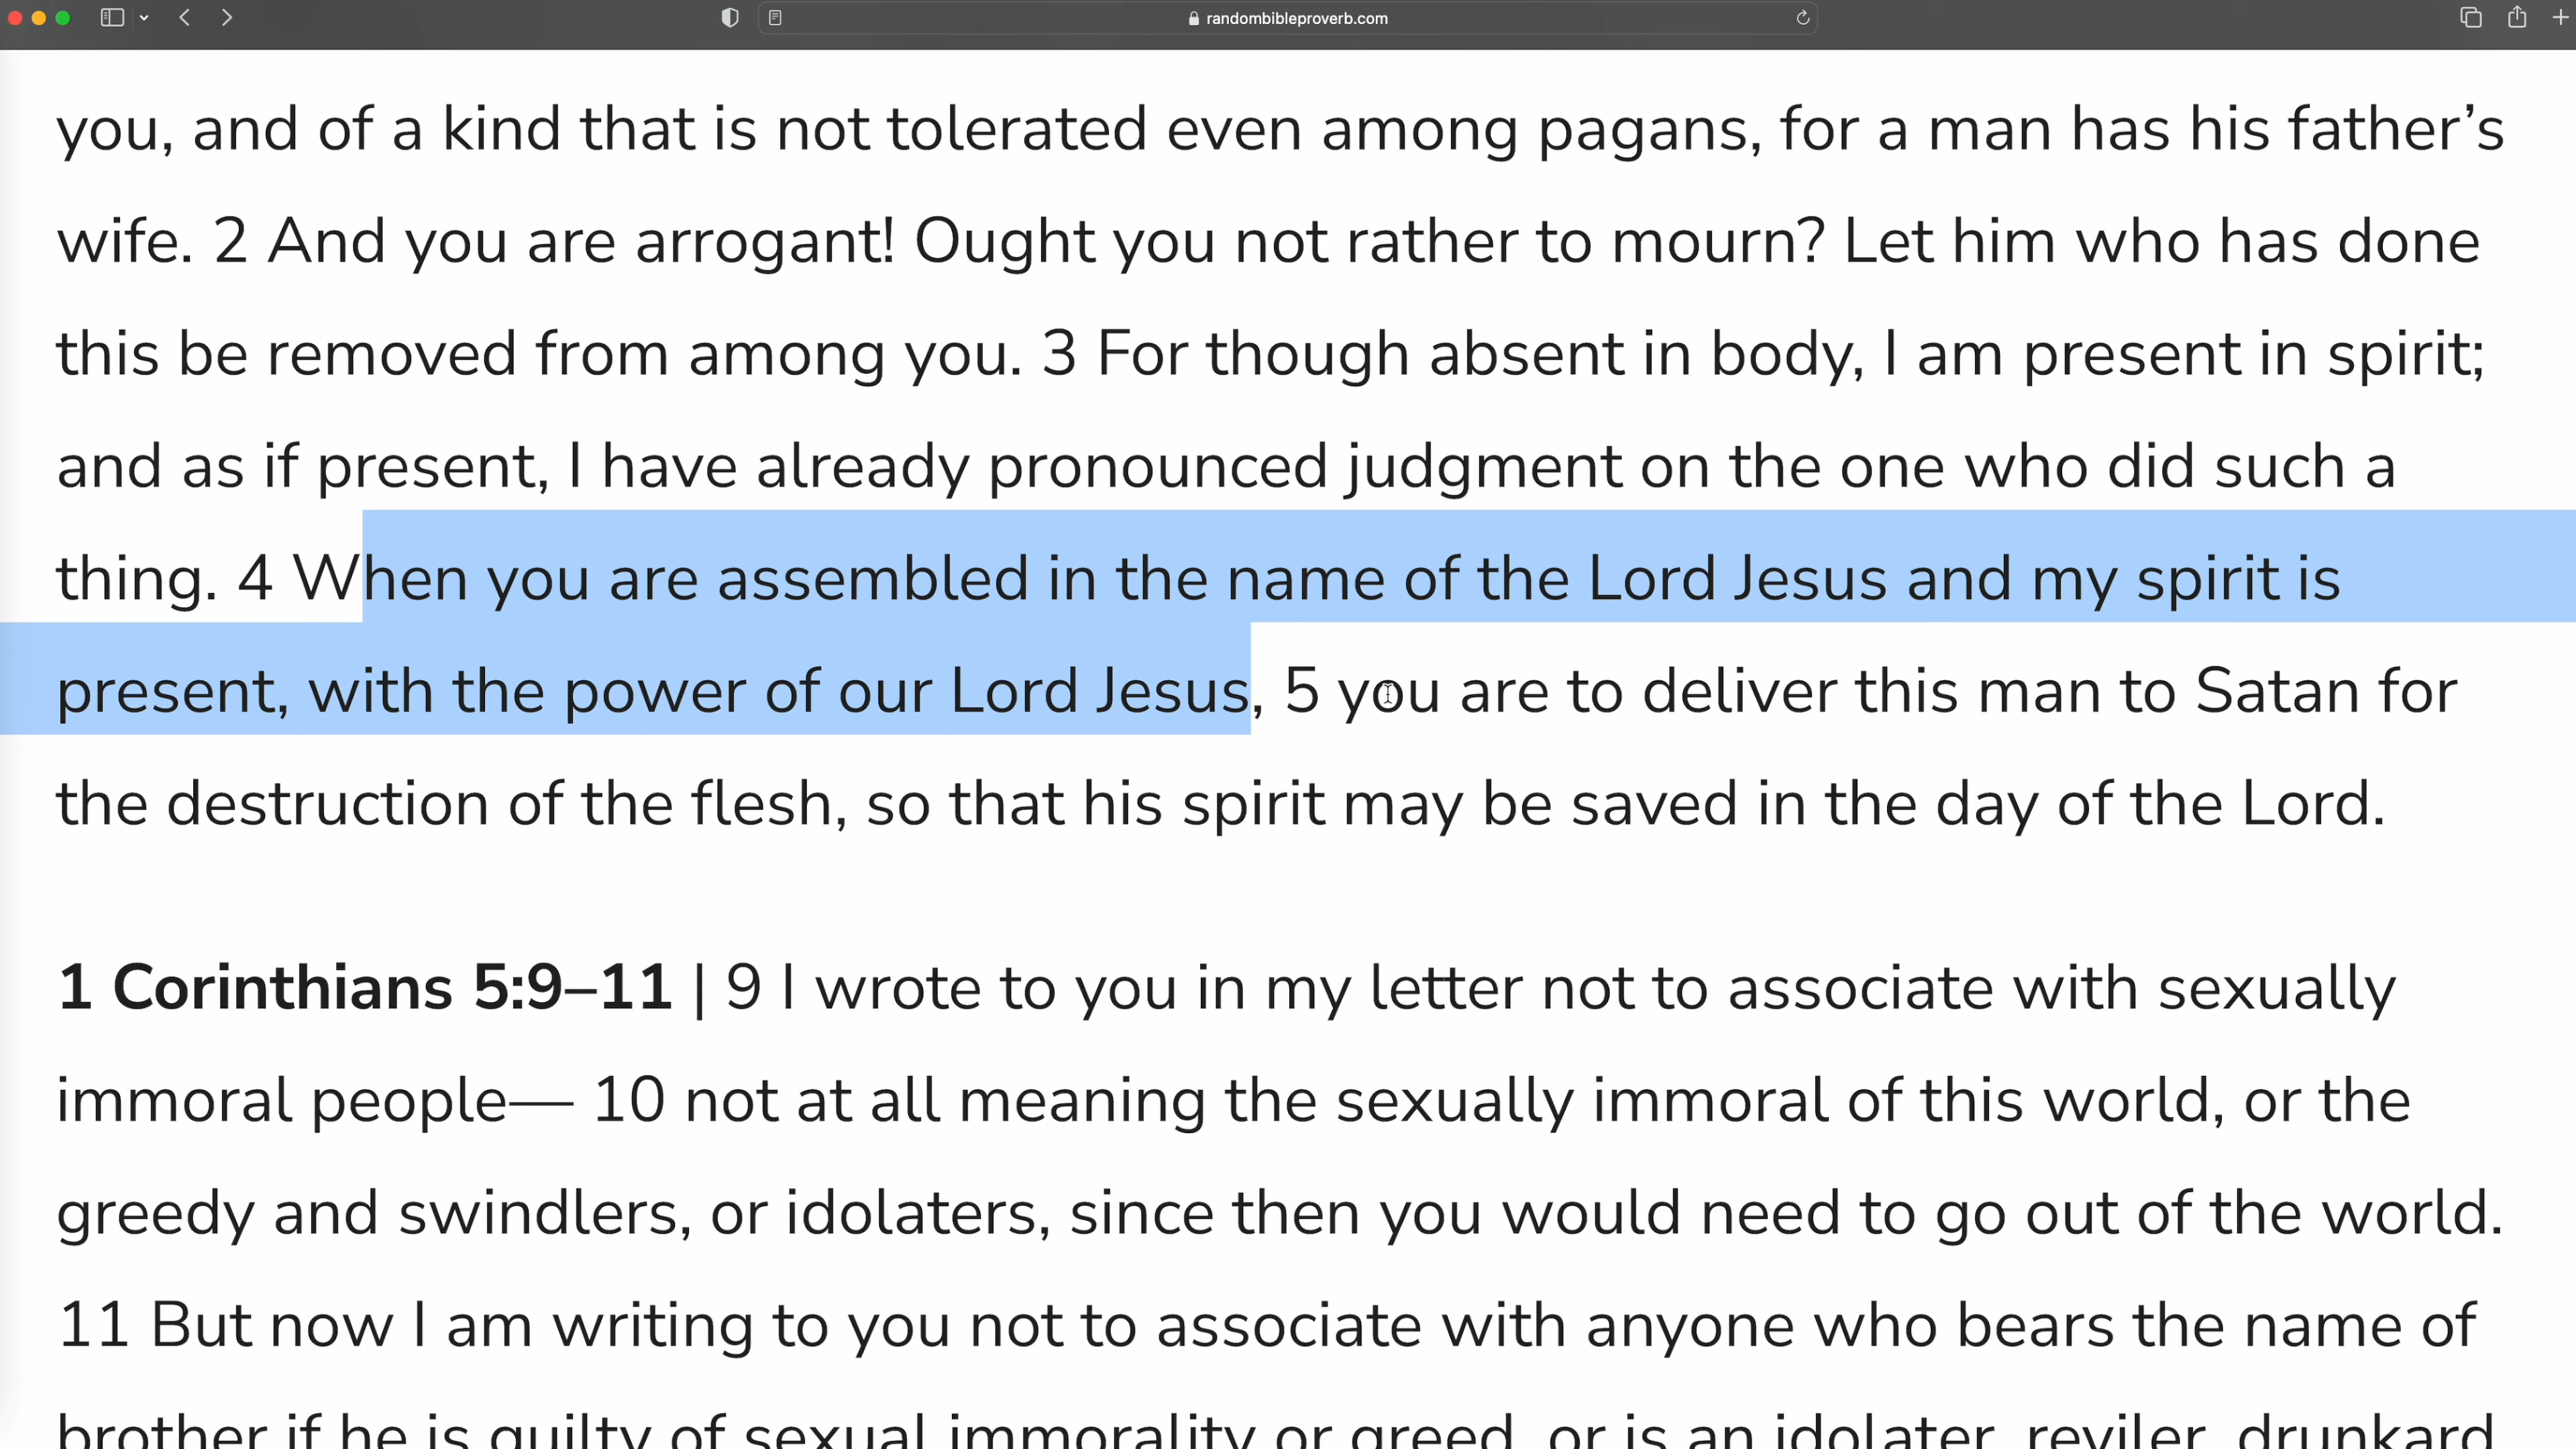 randombibleproverb.com
you, and of a kind that is not tolerated even among pagans, for a man has his father’s
wife. 2 And you are arrogant! Ought you not rather to mourn? Let him who has done
this be removed from among you. 3 For though absent in body, I am present in spirit;
and as if present, I have already pronounced judgment on the one who did such a
thing. 4 When you are assembled in the name of the Lord Jesus and my spirit is
present, with the power of our Lord Jesus, 5 you are to deliver this man to Satan for
the destruction of the flesh, so that his spirit may be saved in the day of the Lord.
1 Corinthians 5:9–11 | 9 I wrote to you in my letter not to associate with sexually
immoral people— 10 not at all meaning the sexually immoral of this world, or the
greedy and swindlers, or idolaters, since then you would need to go out of the world.
11 But now I am writing to you not to associate with anyone who bears the name of
brother if he is guilty of sexual immorality or greed, or is an idolater, reviler, drunkard